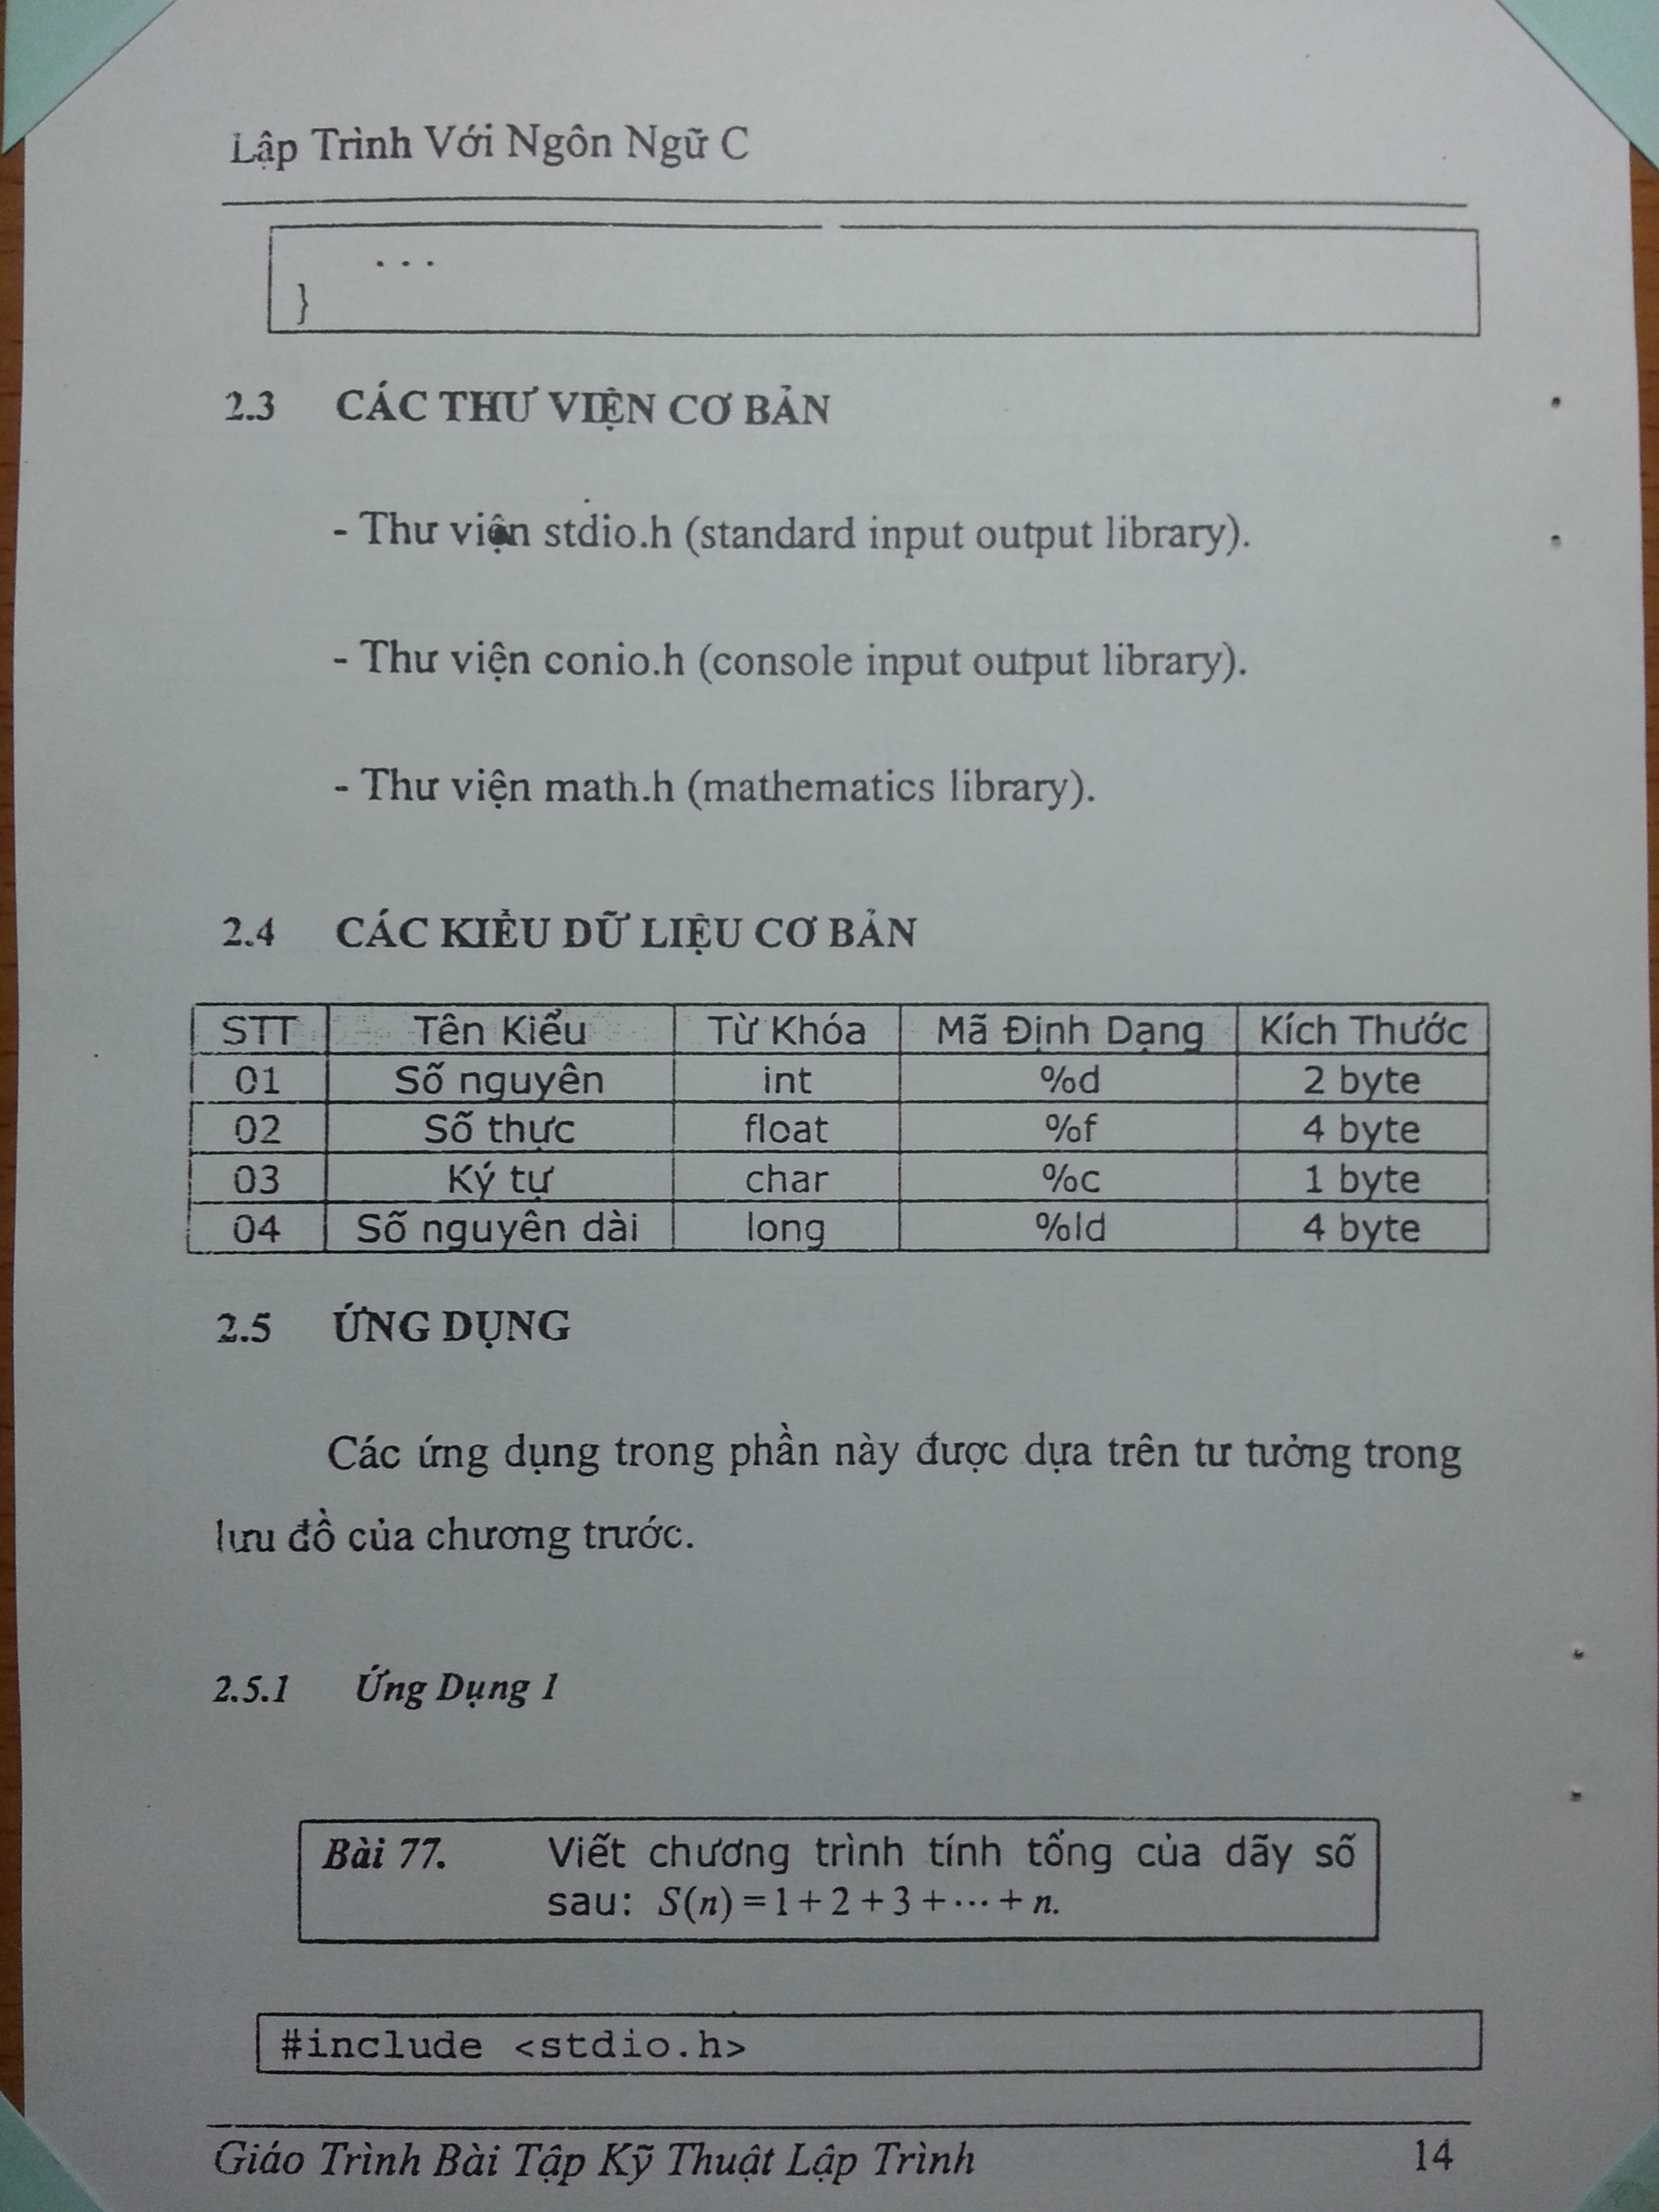 Lập Trình Với Ngôn Ngữ C
...
}
2.3 CÁC THƯ VIỆN CƠ BẢN
- Thư viện stdio.h (standard input output library).
- Thư viện conio.h (console input output library).
- Thư viện math.h (mathematics library).
2.4 CÁC KIỂU DỮ LIỆU CƠ BẢN
STT Tên Kiểu Từ Khóa Mã Định Dạng Kích Thước
01 Số nguyên int %d 2 byte
02 Số thực float %f 4 byte
03 Ký tự char %c 1 byte
04 Số nguyên dài long %ld 4 byte
2.5 ỨNG DỤNG
Các ứng dụng trong phần này được dựa trên tư tưởng trong
lưu đồ của chương trước.
2.5.1 Ứng Dụng 1
Bài 77. Viết chương trình tính tổng của dãy số
sau: S(n)=1+2+3+⋯+n.
#include <stdio.h>
Giáo Trình Bài Tập Kỹ Thuật Lập Trình 14